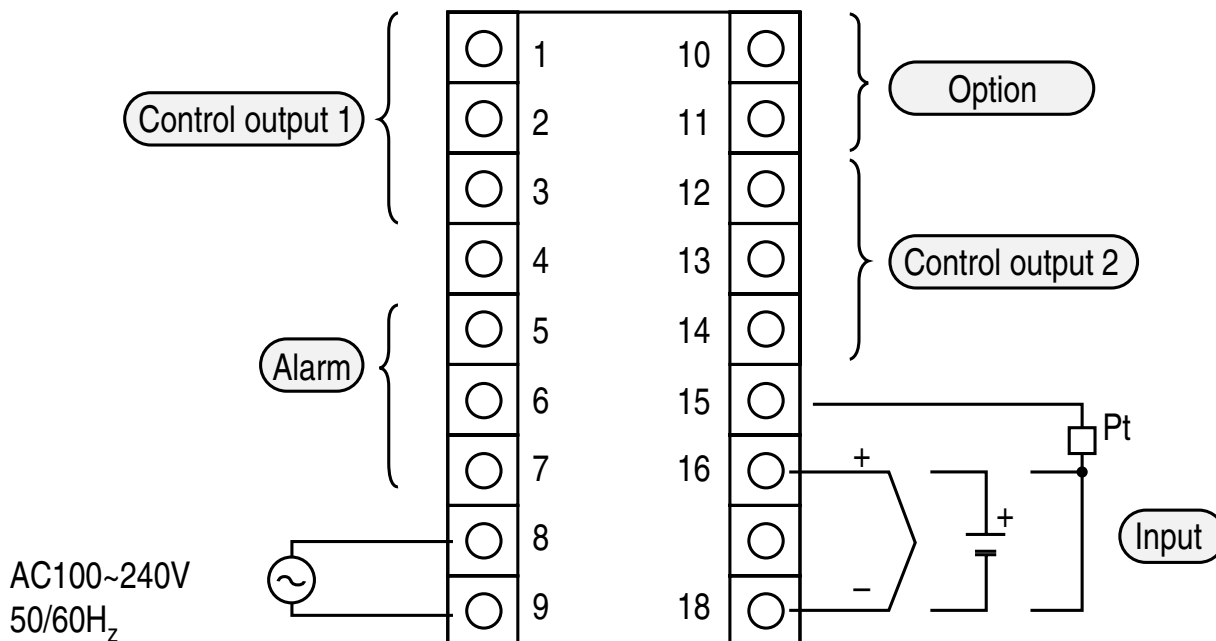 1
10
Option
Control output 1
2
11
3
12
4
13
Control output 2
5
14
Alarm
6
15
Pt
7
16
+
+
Input
8
AC100~240V
50/60Hz
9
18
−